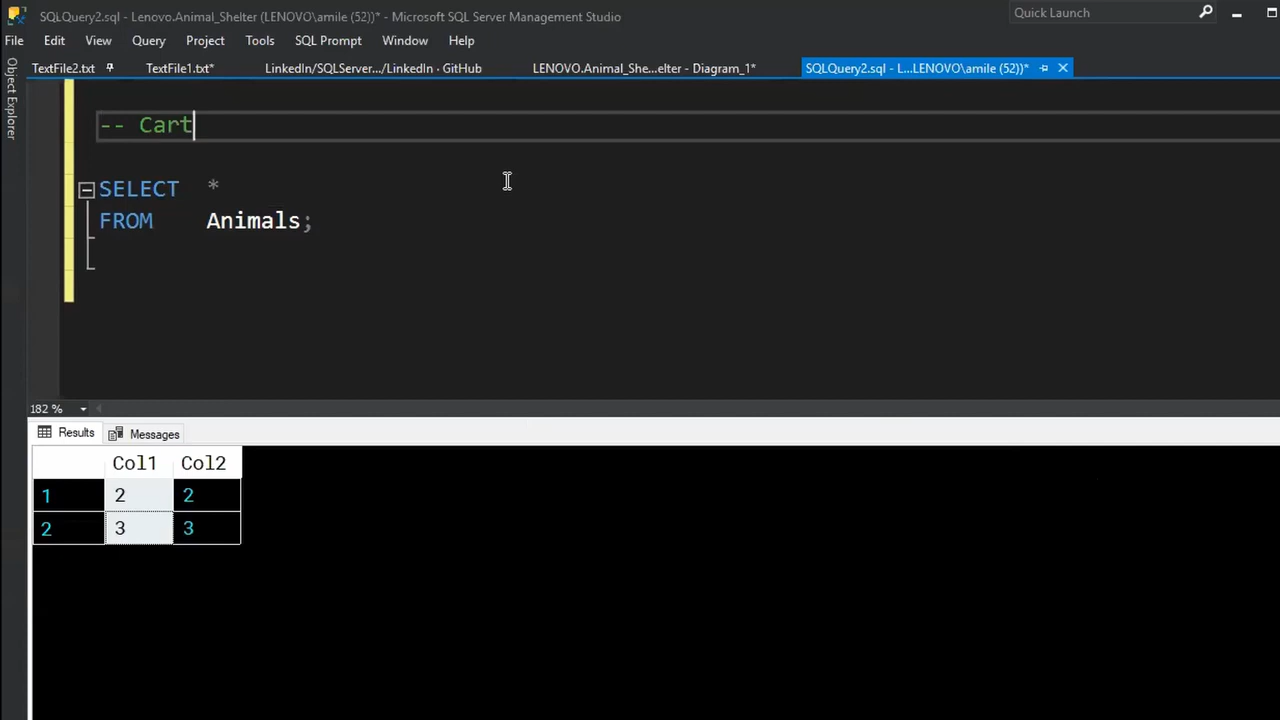 SQLQuery2.sql - Lenovo.Animal_Shelter (LENOVO\amile (52))* - Microsoft SQL Server Management Studio
Quick Launch
File Edit View Query Project Tools SQL Prompt Window Help
TextFile2.txt TextFile1.txt* LinkedIn/SQLServer.../LinkedIn · GitHub LENOVO.Animal_She...elter - Diagram_1* SQLQuery2.sql - L...LENOVO\amile (52))*
Object Explorer
-- Cart
SELECT *
FROM Animals;
182 %
Results Messages
Col1 Col2
1 2 2
2 3 3